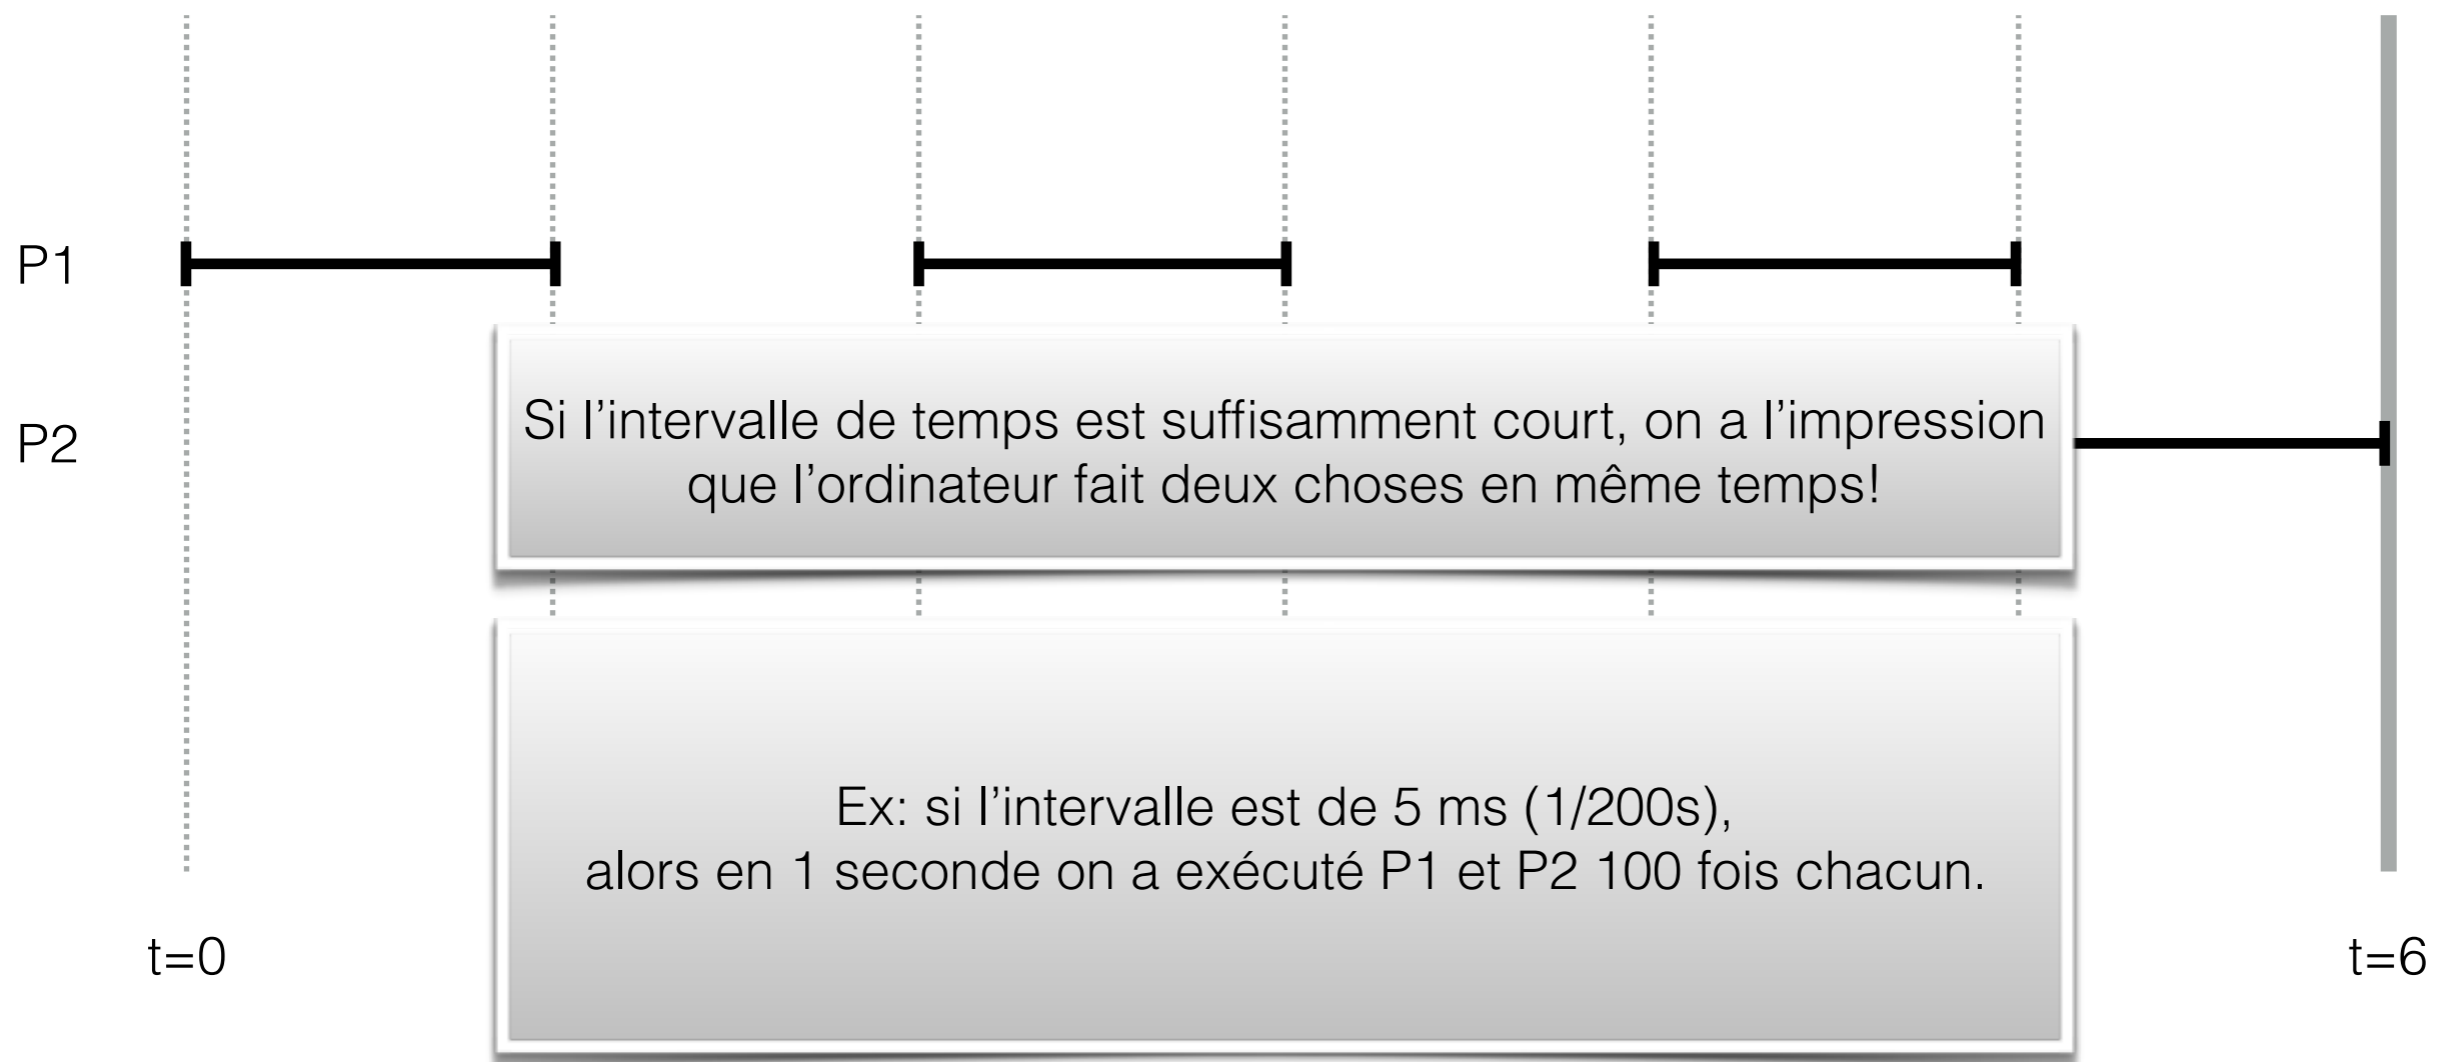 P1
P2
Si l’intervalle de temps est suffisamment court, on a l’impression
que l’ordinateur fait deux choses en même temps!
Ex: si l’intervalle est de 5 ms (1/200s),
alors en 1 seconde on a exécuté P1 et P2 100 fois chacun.
t=0
t=6